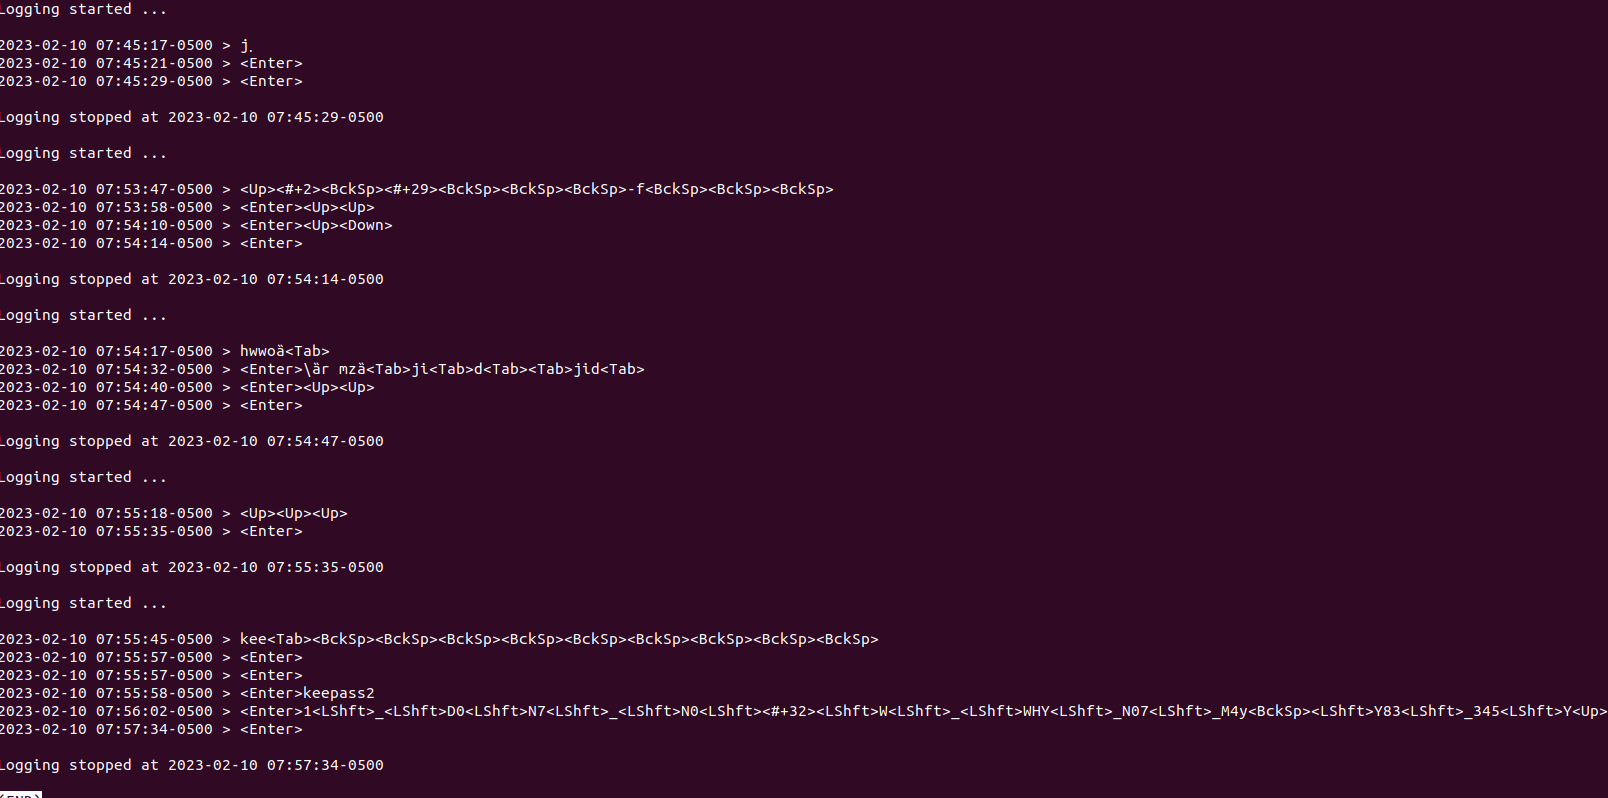 Logging started ...
2023-02-10 07:45:17-0500 > j.
2023-02-10 07:45:21-0500 > <Enter>
2023-02-10 07:45:29-0500 > <Enter>
Logging stopped at 2023-02-10 07:45:29-0500
Logging started ...
2023-02-10 07:53:47-0500 > <Up><#+2><BckSp><#+29><BckSp><BckSp><BckSp>-f<BckSp><BckSp><BckSp>
2023-02-10 07:53:58-0500 > <Enter><Up><Up>
2023-02-10 07:54:10-0500 > <Enter><Up><Down>
2023-02-10 07:54:14-0500 > <Enter>
Logging stopped at 2023-02-10 07:54:14-0500
Logging started ...
2023-02-10 07:54:17-0500 > hwwoä<Tab>
2023-02-10 07:54:32-0500 > <Enter>\är mzä<Tab>ji<Tab>d<Tab><Tab>jid<Tab>
2023-02-10 07:54:40-0500 > <Enter><Up><Up>
2023-02-10 07:54:47-0500 > <Enter>
Logging stopped at 2023-02-10 07:54:47-0500
Logging started ...
2023-02-10 07:55:18-0500 > <Up><Up><Up>
2023-02-10 07:55:35-0500 > <Enter>
Logging stopped at 2023-02-10 07:55:35-0500
Logging started ...
2023-02-10 07:55:45-0500 > kee<Tab><BckSp><BckSp><BckSp><BckSp><BckSp><BckSp><BckSp><BckSp><BckSp>
2023-02-10 07:55:57-0500 > <Enter>
2023-02-10 07:55:57-0500 > <Enter>
2023-02-10 07:55:58-0500 > <Enter>keepass2
2023-02-10 07:56:02-0500 > <Enter>1<LShft>_<LShft>D0<LShft>N7<LShft>_<LShft>N0<LShft><#+32><LShft>W<LShft>_<LShft>WHY<LShft>_N07<LShft>_M4y<BckSp><LShft>Y83<LShft>_345<LShft>Y<Up>
2023-02-10 07:57:34-0500 > <Enter>
Logging stopped at 2023-02-10 07:57:34-0500
(END)